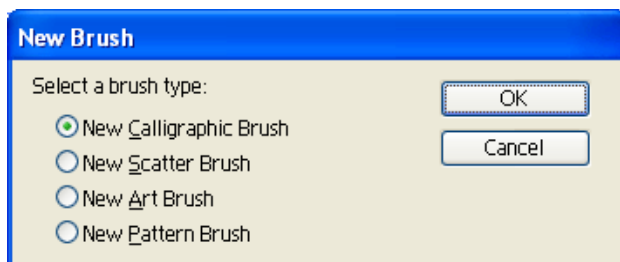 New Brush
Select a brush type:
New Calligraphic Brush
New Scatter Brush
New Art Brush
New Pattern Brush
OK
Cancel